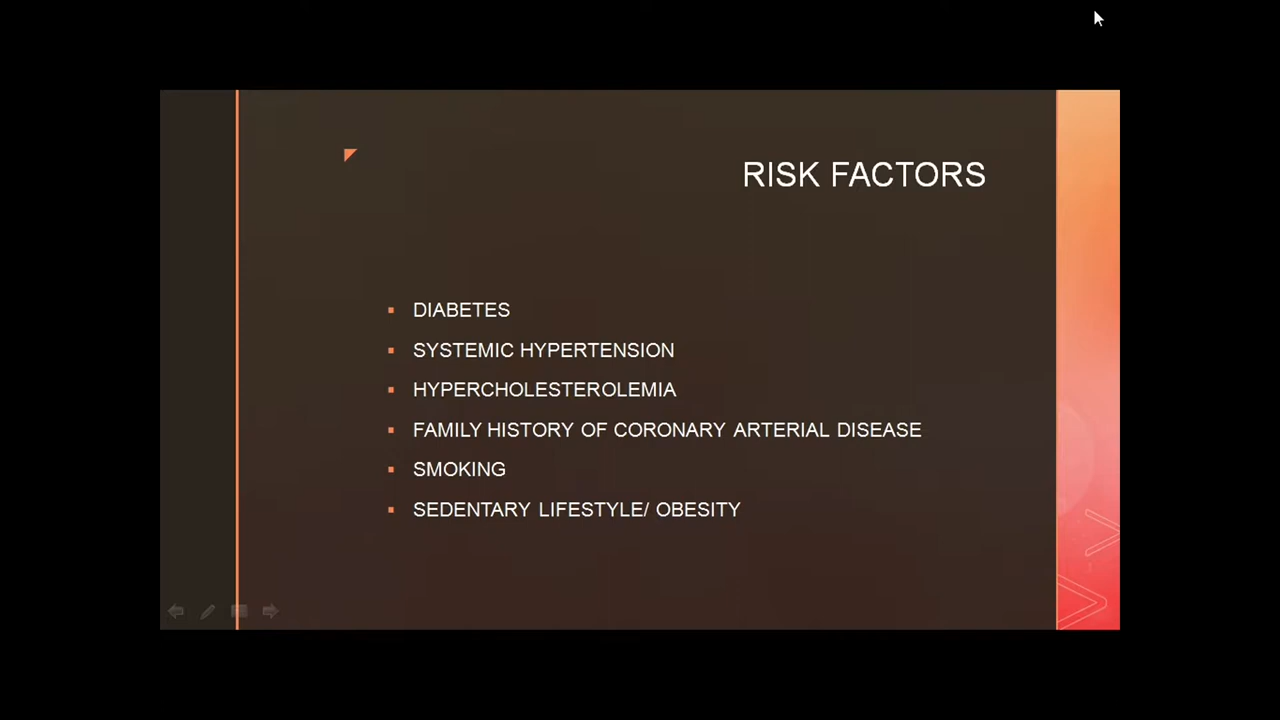 RISK FACTORS
DIABETES
SYSTEMIC HYPERTENSION
HYPERCHOLESTEROLEMIA
FAMILY HISTORY OF CORONARY ARTERIAL DISEASE
SMOKING
SEDENTARY LIFESTYLE/ OBESITY